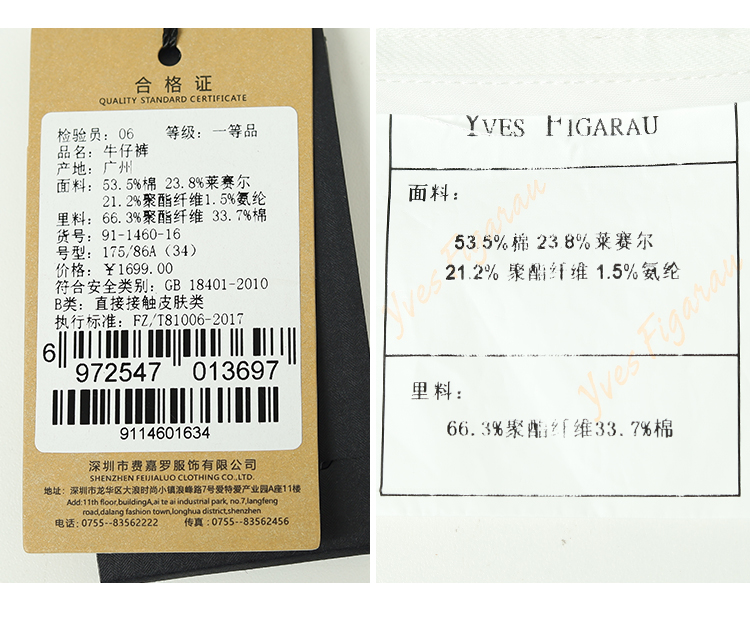 合格证
QUALITY STANDARD CERTIFICATE
检验员: 06 等级: 一等品
品名: 牛仔裤
产地: 广州
面料: 53.5%棉 23.8%莱赛尔
21.2%聚酯纤维1.5%氨纶
里料: 66.3%聚酯纤维 33.7%棉
货号: 91-1460-16
号型: 175/86A (34)
价格: ¥1699.00
符合安全类别: GB 18401-2010
B类: 直接接触皮肤类
执行标准: FZ/T81006-2017
6 972547 013697
9114601634
深圳市费嘉罗服饰有限公司
SHENZHEN FEIJIALUO CLOTHING CO.,LTD
地址:深圳市龙华区大浪时尚小镇浪峰路7号爱特爱产业园A座11楼
Add:11th floor,buildingA,ai te ai industrial park, no.7,langfeng
road,dalang fashion town,longhua district,shenzhen
电话: 0755--83562222 传真: 0755--83562456
YVES FIGARAU
面料:
53.5%棉 23.8%莱赛尔
21.2% 聚酯纤维 1.5%氨纶
里料:
66.3%聚酯纤维33.7%棉
Yves Figarau
Yves Figarau